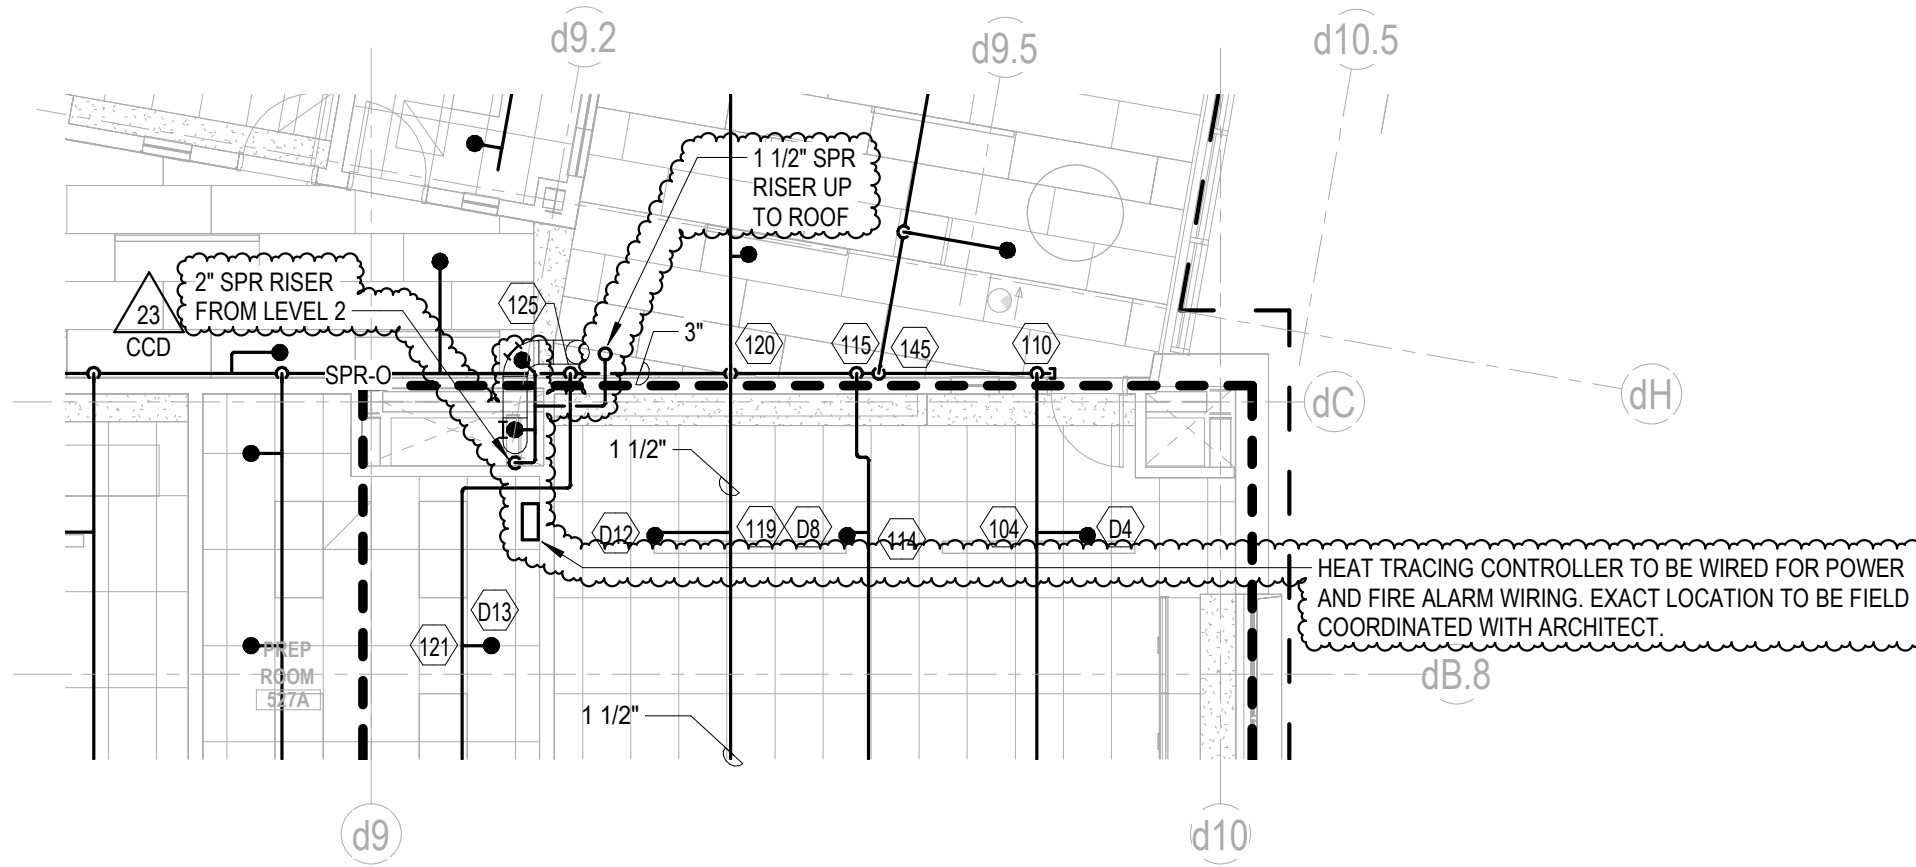 d9.2
d9.5
d10.5
1 1/2" SPR
RISER UP
TO ROOF
2" SPR RISER
FROM LEVEL 2
23
CCD
125
3"
120
115
145
110
4
SPR-O
dC
dH
1 1/2"
D12
119
D8
114
104
D4
HEAT TRACING CONTROLLER TO BE WIRED FOR POWER
AND FIRE ALARM WIRING. EXACT LOCATION TO BE FIELD
COORDINATED WITH ARCHITECT.
D13
121
PREP
ROOM
527A
dB.8
1 1/2"
d9
d10